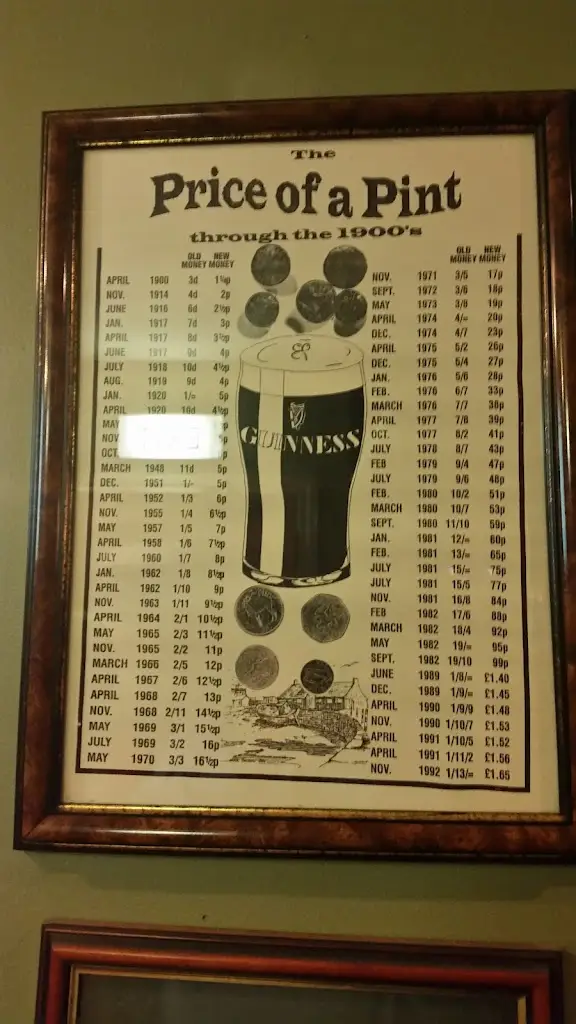 The
Price of a Pint
through the 1900's
OLD MONEY NEW MONEY
APRIL 1900 3d 1¼p
NOV. 1914 4d 2p
JUNE 1916 6d 2½p
JAN. 1917 7d 3p
APRIL 1917 8d 3½p
JUNE 1917 9d 4p
JULY 1918 10d 4½p
AUG. 1919 9d 4p
JAN. 1920 1/= 5p
APRIL 1920 10d 4½p
MAY
NOV
OCT.
MARCH 1948 11d 5p
DEC. 1951 1/- 5p
APRIL 1952 1/3 6p
NOV. 1955 1/4 6½p
MAY 1957 1/5 7p
APRIL 1958 1/6 7½p
JULY 1960 1/7 8p
JAN. 1962 1/8 8½p
APRIL 1962 1/10 9p
NOV. 1963 1/11 9½p
APRIL 1964 2/1 10½p
MAY 1965 2/3 11½p
NOV. 1965 2/2 11p
MARCH 1966 2/5 12p
APRIL 1967 2/6 12½p
APRIL 1968 2/7 13p
NOV. 1968 2/11 14½p
MAY 1969 3/1 15½p
JULY 1969 3/2 16p
MAY 1970 3/3 16½p
GUINNESS
OLD MONEY NEW MONEY
NOV. 1971 3/5 17p
SEPT. 1972 3/6 18p
MAY 1973 3/8 19p
APRIL 1974 4/= 20p
DEC. 1974 4/7 23p
APRIL 1975 5/2 26p
DEC. 1975 5/4 27p
JAN. 1976 5/6 28p
FEB. 1976 6/7 33p
MARCH 1976 7/7 38p
APRIL 1977 7/8 39p
OCT. 1977 8/2 41p
JULY 1978 8/7 43p
FEB 1979 9/4 47p
JULY 1979 9/6 48p
FEB. 1980 10/2 51p
MARCH 1980 10/7 53p
SEPT. 1980 11/10 59p
JAN. 1981 12/= 60p
FEB. 1981 13/= 65p
JULY 1981 15/= 75p
JULY 1981 15/5 77p
NOV. 1981 16/8 84p
FEB 1982 17/6 88p
MARCH 1982 18/4 92p
MAY 1982 19/= 95p
SEPT. 1982 19/10 99p
JUNE 1989 1/8/= £1.40
DEC. 1989 1/9/= £1.45
APRIL 1990 1/9/9 £1.48
NOV. 1990 1/10/7 £1.53
APRIL 1991 1/10/5 £1.52
APRIL 1991 1/11/2 £1.56
NOV. 1992 1/13/= £1.65